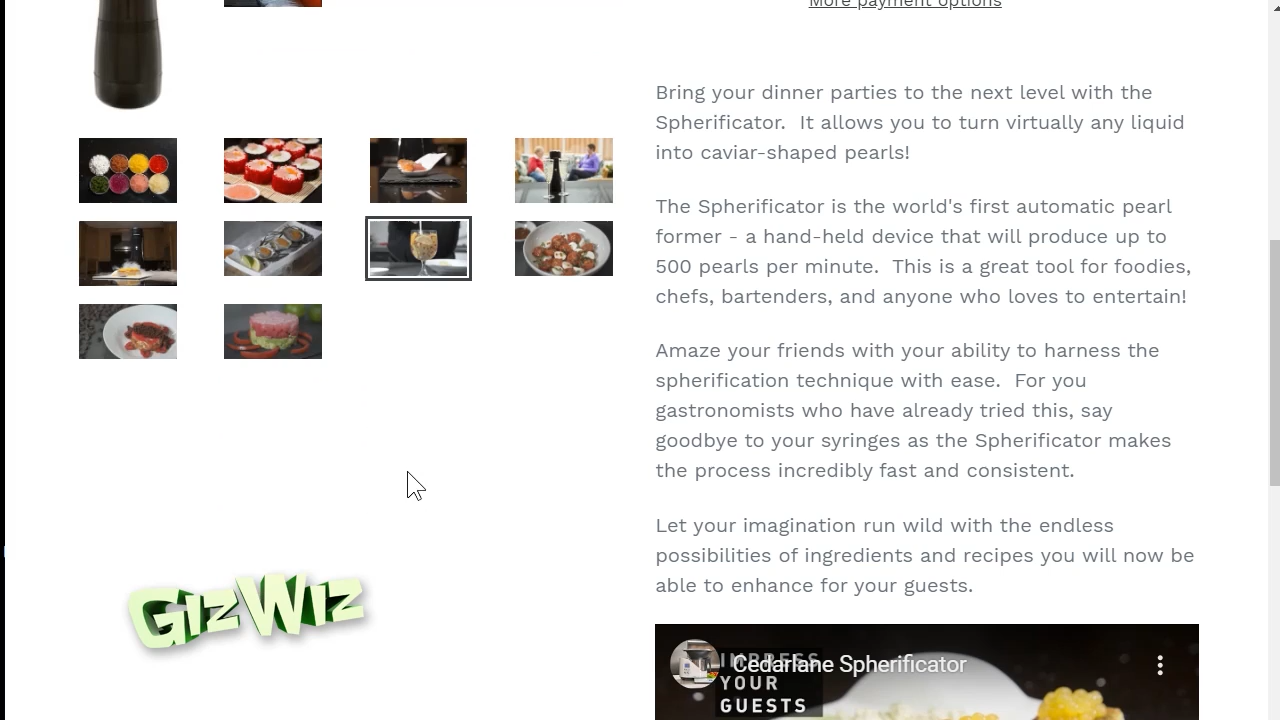 More payment options
Bring your dinner parties to the next level with the
Spherificator.  It allows you to turn virtually any liquid
into caviar-shaped pearls!
The Spherificator is the world's first automatic pearl
former - a hand-held device that will produce up to
500 pearls per minute.  This is a great tool for foodies,
chefs, bartenders, and anyone who loves to entertain!
Amaze your friends with your ability to harness the
spherification technique with ease.  For you
gastronomists who have already tried this, say
goodbye to your syringes as the Spherificator makes
the process incredibly fast and consistent.
Let your imagination run wild with the endless
possibilities of ingredients and recipes you will now be
able to enhance for your guests.
GizWiz
Cedarlane Spherificator
IMPRESS
YOUR
GUESTS